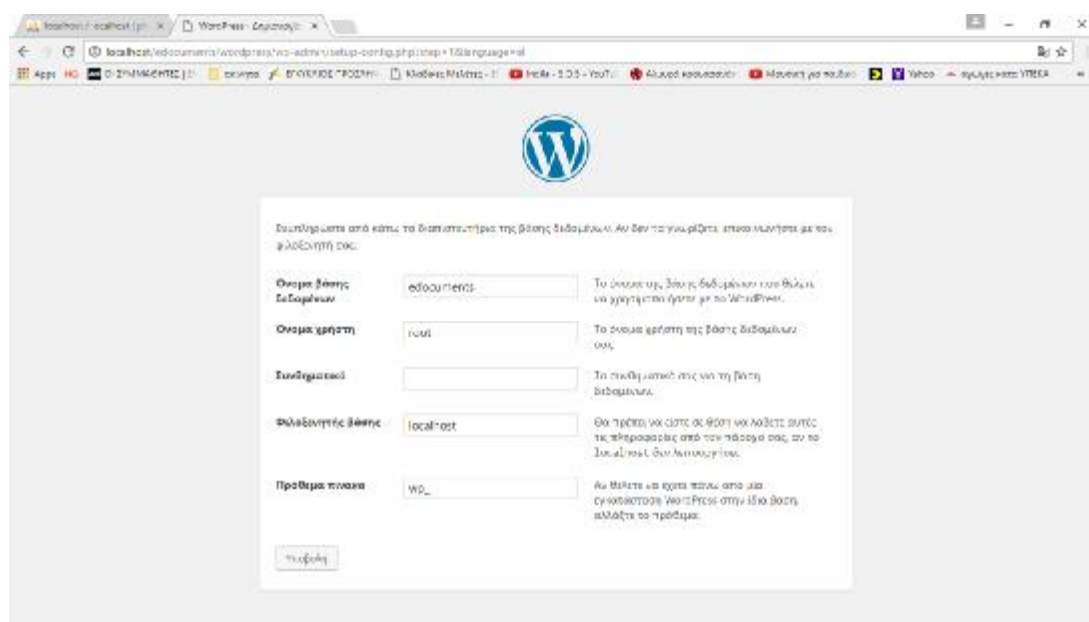 WordPress
localhost/edocuments/wordpress/wp-admin/setup-config.php?step=1&language=el
Apps
Yahoo
Συμπληρώστε από κάτω τα διαπιστευτήρια της βάσης δεδομένων. Αν δεν τα γνωρίζετε, επικοινωνήστε με τον
φιλοξενητή σας.
Όνομα βάσης
δεδομένων
edocuments
Το όνομα της βάσης δεδομένων που θέλετε
να χρησιμοποιήσετε με το WordPress.
Όνομα χρήστη
root
Το όνομα χρήστη της βάσης δεδομένων
σας.
Συνθηματικό
Το συνθηματικό σας για τη βάση
δεδομένων.
Φιλοξενητής βάσης
localhost
Θα πρέπει να είστε σε θέση να λάβετε αυτές
τις πληροφορίες από τον πάροχό σας, αν το
localhost δεν λειτουργήσει.
Πρόθεμα πίνακα
wp_
Αν θέλετε να έχετε πάνω από μία
εγκατάσταση WordPress στην ίδια βάση,
αλλάξτε το πρόθεμα.
Υποβολή